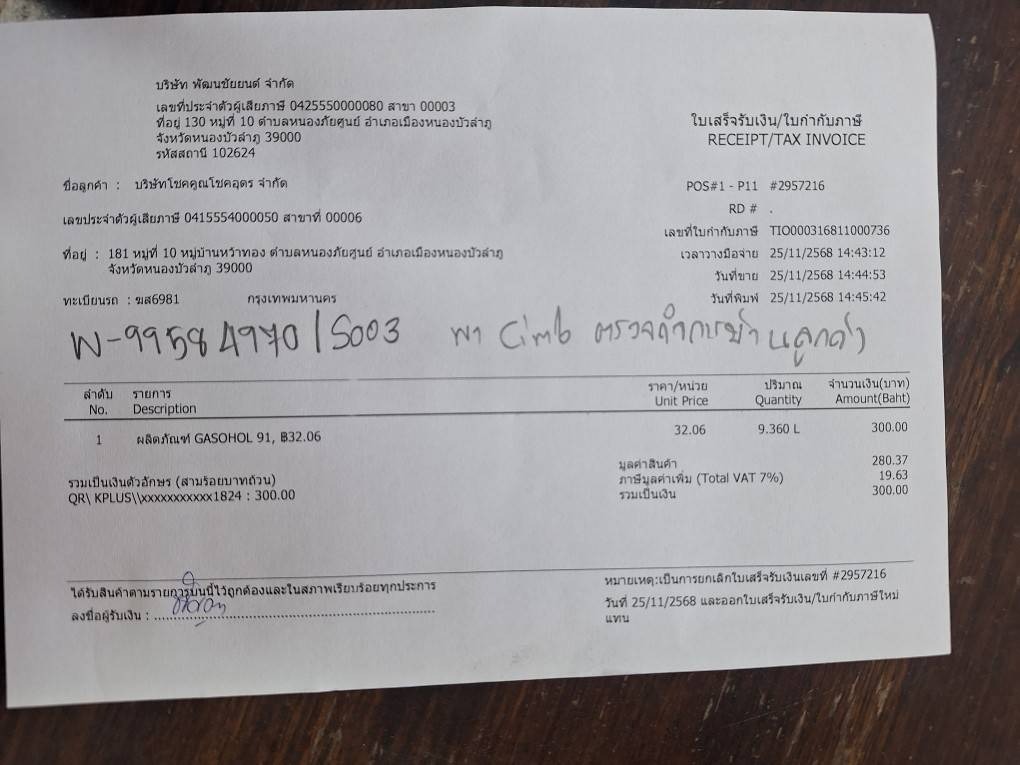 บริษัท พัฒนชัยยนต์ จำกัด
เลขที่ประจำตัวผู้เสียภาษี 0425550000080 สาขา 00003
ที่อยู่ 130 หมู่ที่ 10 ตำบลหนองภัยศูนย์ อำเภอเมืองหนองบัวลำภู
จังหวัดหนองบัวลำภู 39000
รหัสสถานี 102624
ใบเสร็จรับเงิน/ใบกำกับภาษี
RECEIPT/TAX INVOICE
ชื่อลูกค้า : บริษัทโชคคูณโชคอุดร จำกัด
POS#1 - P11 #2957216
RD # .
เลขประจำตัวผู้เสียภาษี 0415554000050 สาขาที่ 00006
เลขที่ใบกำกับภาษี TIO000316811000736
ที่อยู่ : 181 หมู่ที่ 10 หมู่บ้านหว้าทอง ตำบลหนองภัยศูนย์ อำเภอเมืองหนองบัวลำภู
จังหวัดหนองบัวลำภู 39000
เวลาวางมือจ่าย 25/11/2568 14:43:12
วันที่ขาย 25/11/2568 14:44:53
ทะเบียนรถ : ฆส6981 กรุงเทพมหานคร
วันที่พิมพ์ 25/11/2568 14:45:42
W-99584970/S003 พา Cimb
ลำดับ รายการ ราคา/หน่วย ปริมาณ จำนวนเงิน(บาท)
No. Description Unit Price Quantity Amount(Baht)
1 ผลิตภัณฑ์ GASOHOL 91, ฿32.06 32.06 9.360 L 300.00
มูลค่าสินค้า 280.37
รวมเป็นเงินตัวอักษร (สามร้อยบาทถ้วน)
ภาษีมูลค่าเพิ่ม (Total VAT 7%) 19.63
QR\ KPLUS\\xxxxxxxxxxxx1824 : 300.00
รวมเป็นเงิน 300.00
ได้รับสินค้าตามรายการบนนี้ไว้ถูกต้องและในสภาพเรียบร้อยทุกประการ
ลงชื่อผู้รับเงิน :
หมายเหตุ:เป็นการยกเลิกใบเสร็จรับเงินเลขที่ #2957216
วันที่ 25/11/2568 และออกใบเสร็จรับเงิน/ใบกำกับภาษีใหม่
แทน